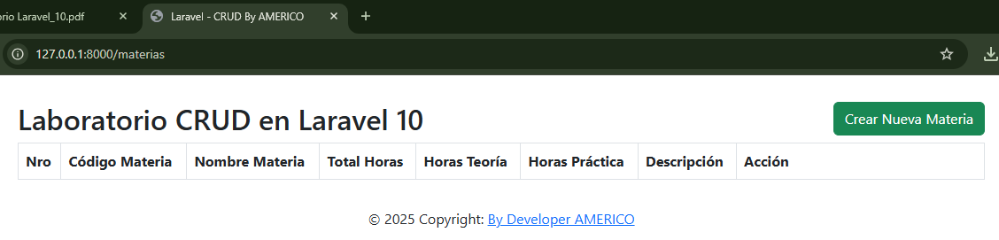 orio Laravel_10.pdf
Laravel - CRUD By AMERICO
127.0.0.1:8000/materias
Laboratorio CRUD en Laravel 10
Crear Nueva Materia
Nro Código Materia Nombre Materia Total Horas Horas Teoría Horas Práctica Descripción Acción
© 2025 Copyright: By Developer AMERICO